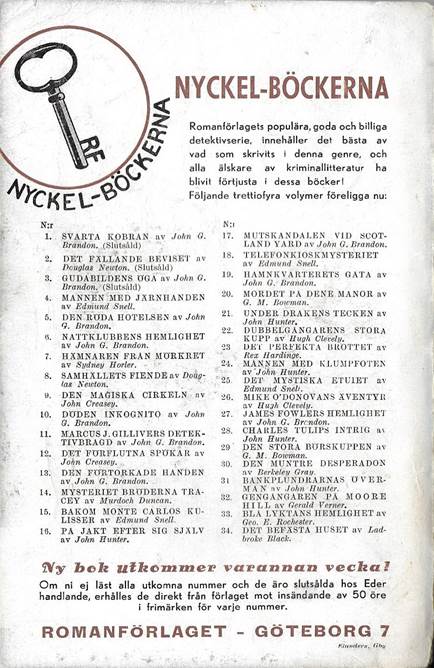 NYCKEL-BÖCKERNA
RF
NYCKEL-BÖCKERNA
Romanförlagets populära, goda och billiga
detektivserie, innehåller det bästa av
vad som skrivits i denna genre, och
alla älskare av kriminallitteratur ha
blivit förtjusta i dessa böcker!
Följande trettiofyra volymer föreligga nu:
N:r
1. SVARTA KOBRAN av John G.
Brandon. (Slutsåld)
2. DET FÄLLANDE BEVISET av
Douglas Newton. (Slutsåld)
3. GUDABILDENS ÖGA av John G.
Brandon. (Slutsåld)
4. MANNEN MED JÄRNHANDEN
av Edmund Snell.
5. DEN RÖDA HOTELSEN av John
G. Brandon.
6. NATTKLUBBENS HEMLIGHET
av John G. Brandon.
7. HÄMNAREN FRÅN MÖRKRET
av Sydney Horler.
8. SAMHÄLLETS FIENDE av Doug-
las Newton.
9. DEN MAGISKA CIRKELN av
John Creasey.
10. DÖDEN INKOGNITO av John
G. Brandon.
11. MARCUS J. GILLIVERS DETEK-
TIVBRAGD av John G. Brandon.
12. DET FÖRFLUTNA SPÖKAR av
John Creasey.
13. DEN FÖRTORKADE HANDEN
av John G. Brandon.
14. MYSTERIET BRÖDERNA TRA-
CEY av Murdoch Duncan.
15. BAKOM MONTE CARLOS KU-
LISSER av Edmund Snell.
16. PÅ JAKT EFTER SIG SJÄLV
av John Hunter.
N:r
17. MUTSKANDALEN VID SCOT-
LAND YARD av John G. Brandon.
18. TELEFONKIOSKMYSTERIET
av Edmund Snell.
19. HAMNKVARTERETS GÅTA av
John G. Brandon.
20. MORDET PÅ DENE MANOR av
G. M. Bowman.
21. UNDER DRAKENS TECKEN av
John Hunter.
22. DUBBELGÅNGARENS STORA
KUPP av Hugh Clevely.
23 DET PERFEKTA BROTTET av
Rex Hardinge.
24. MANNEN MED KLUMPFOTEN
av John Hunter.
25. DET MYSTISKA ETUIET av
Edmund Snell.
26. MIKE O'DONOVANS ÄVENTYR
av Hugh Clevely.
27. JAMES FOWLERS HEMLIGHET
av John G. Brandon.
28. CHARLES TULIPS INTRIG av
John Hunter.
29 DEN STORA BÖRSKUPPEN av
G. M. Bowman.
30. DEN MUNTRE DESPERADON
av Berkeley Gray.
31 BANKPLUNDRARNAS ÖVER-
MAN av John Hunter.
32. GENGÅNGAREN PÅ MOORE
HILL av Gerald Verner.
33. BLÅ LYKTANS HEMLIGHET av
Geo. E. Rochester.
34. DET BEFÄSTA HUSET av Lad-
broke Black.
Ny bok utkommer varannan vecka!
Om ni ej läst alla utkomna nummer och de äro slutsålda hos Eder
handlande, erhålles de direkt från förlaget mot insändande av 50 öre
i frimärken för varje nummer.
ROMANFÖRLAGET - GÖTEBORG 7